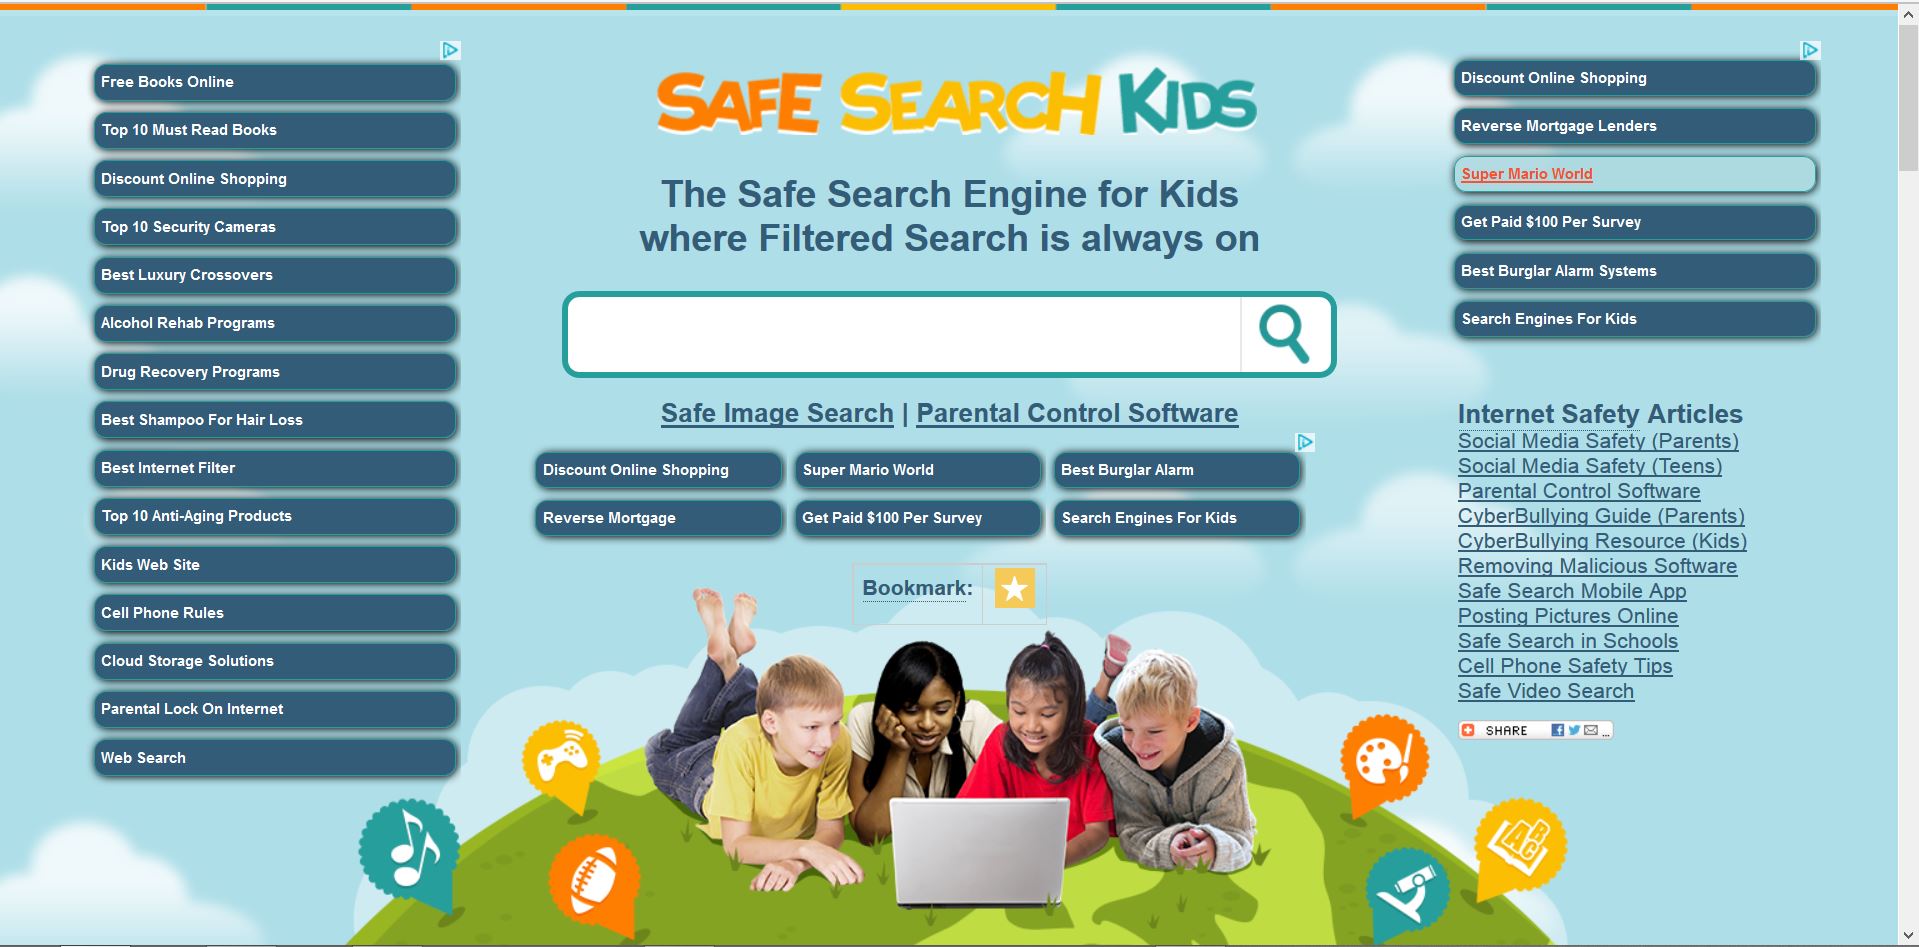 SAFE SEARCH KIDS
The Safe Search Engine for Kids
where Filtered Search is always on
Free Books Online
Top 10 Must Read Books
Discount Online Shopping
Top 10 Security Cameras
Best Luxury Crossovers
Alcohol Rehab Programs
Drug Recovery Programs
Best Shampoo For Hair Loss
Best Internet Filter
Top 10 Anti-Aging Products
Kids Web Site
Cell Phone Rules
Cloud Storage Solutions
Parental Lock On Internet
Web Search
Safe Image Search | Parental Control Software
Discount Online Shopping
Super Mario World
Best Burglar Alarm
Reverse Mortgage
Get Paid $100 Per Survey
Search Engines For Kids
Bookmark:
Discount Online Shopping
Reverse Mortgage Lenders
Super Mario World
Get Paid $100 Per Survey
Best Burglar Alarm Systems
Search Engines For Kids
Internet Safety Articles
Social Media Safety (Parents)
Social Media Safety (Teens)
Parental Control Software
CyberBullying Guide (Parents)
CyberBullying Resource (Kids)
Removing Malicious Software
Safe Search Mobile App
Posting Pictures Online
Safe Search in Schools
Cell Phone Safety Tips
Safe Video Search
SHARE ...
ABC